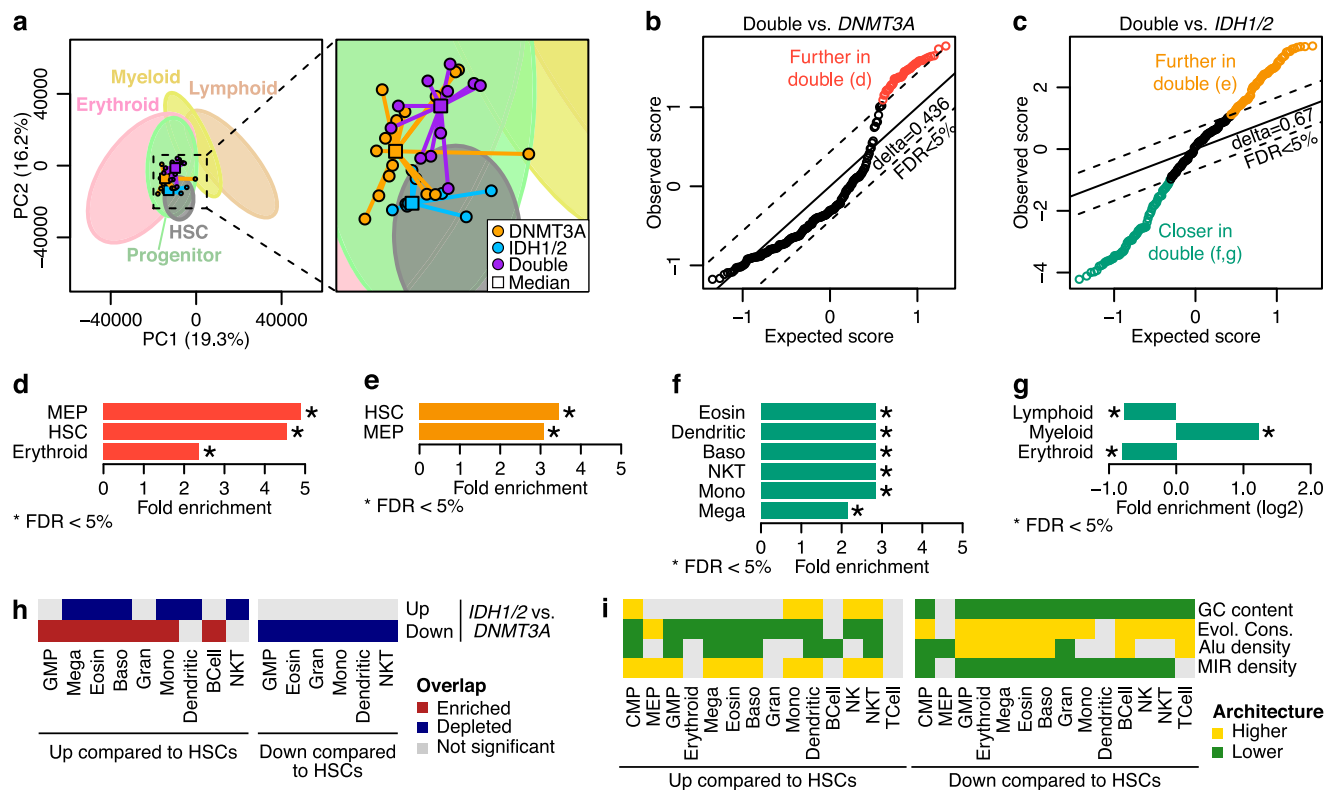 a
Myeloid
Erythroid
Lymphoid
HSC
Progenitor
PC2 (16.2%)
40000
0
−40000
−40000
0
40000
PC1 (19.3%)
DNMT3A
IDH1/2
Double
Median
b
Double vs. DNMT3A
Further in
double (d)
delta=0.436
FDR<5%
Observed score
1
0
−1
−1
0
1
Expected score
c
Double vs. IDH1/2
Further in
double (e)
delta=0.67
FDR<5%
Closer in
double (f,g)
Observed score
2
0
−2
−4
−1
0
1
Expected score
d
MEP
*
HSC
*
Erythroid
*
0 1 2 3 4 5
Fold enrichment
* FDR < 5%
e
HSC
*
MEP
*
0 1 2 3 4 5
Fold enrichment
* FDR < 5%
f
Eosin
*
Dendritic
*
Baso
*
NKT
*
Mono
*
Mega
*
0 1 2 3 4 5
Fold enrichment
* FDR < 5%
g
Lymphoid *
Myeloid *
Erythroid *
−1.0 0 1.0 2.0
Fold enrichment (log2)
* FDR < 5%
h
Up
Down
IDH1/2 vs.
DNMT3A
GMP
Mega
Eosin
Baso
Gran
Mono
Dendritic
BCell
NKT
Up compared to HSCs
GMP
Eosin
Gran
Mono
Dendritic
NKT
Down compared
to HSCs
Overlap
Enriched
Depleted
Not significant
i
GC content
Evol. Cons.
Alu density
MIR density
CMP
MEP
GMP
Erythroid
Mega
Eosin
Baso
Gran
Mono
Dendritic
BCell
NK
NKT
TCell
Up compared to HSCs
CMP
MEP
GMP
Erythroid
Mega
Eosin
Baso
Gran
Mono
Dendritic
BCell
NK
NKT
TCell
Down compared to HSCs
Architecture
Higher
Lower